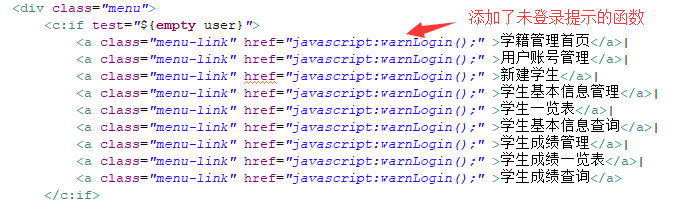 <div class="menu">
添加了未登录提示的函数
<c:if test="${empty user}">
<a class="menu-link" href="javascript:warnLogin();" >学籍管理首页</a>|
<a class="menu-link" href="javascript:warnLogin();" >用户账号管理</a>|
<a class="menu-link" href="javascript:warnLogin();" >新建学生</a>|
<a class="menu-link" href="javascript:warnLogin();" >学生基本信息管理</a>|
<a class="menu-link" href="javascript:warnLogin();" >学生一览表</a>|
<a class="menu-link" href="javascript:warnLogin();" >学生基本信息查询</a>|
<a class="menu-link" href="javascript:warnLogin();" >学生成绩管理</a>|
<a class="menu-link" href="javascript:warnLogin();" >学生成绩一览表</a>|
<a class="menu-link" href="javascript:warnLogin();" >学生成绩查询</a>
</c:if>